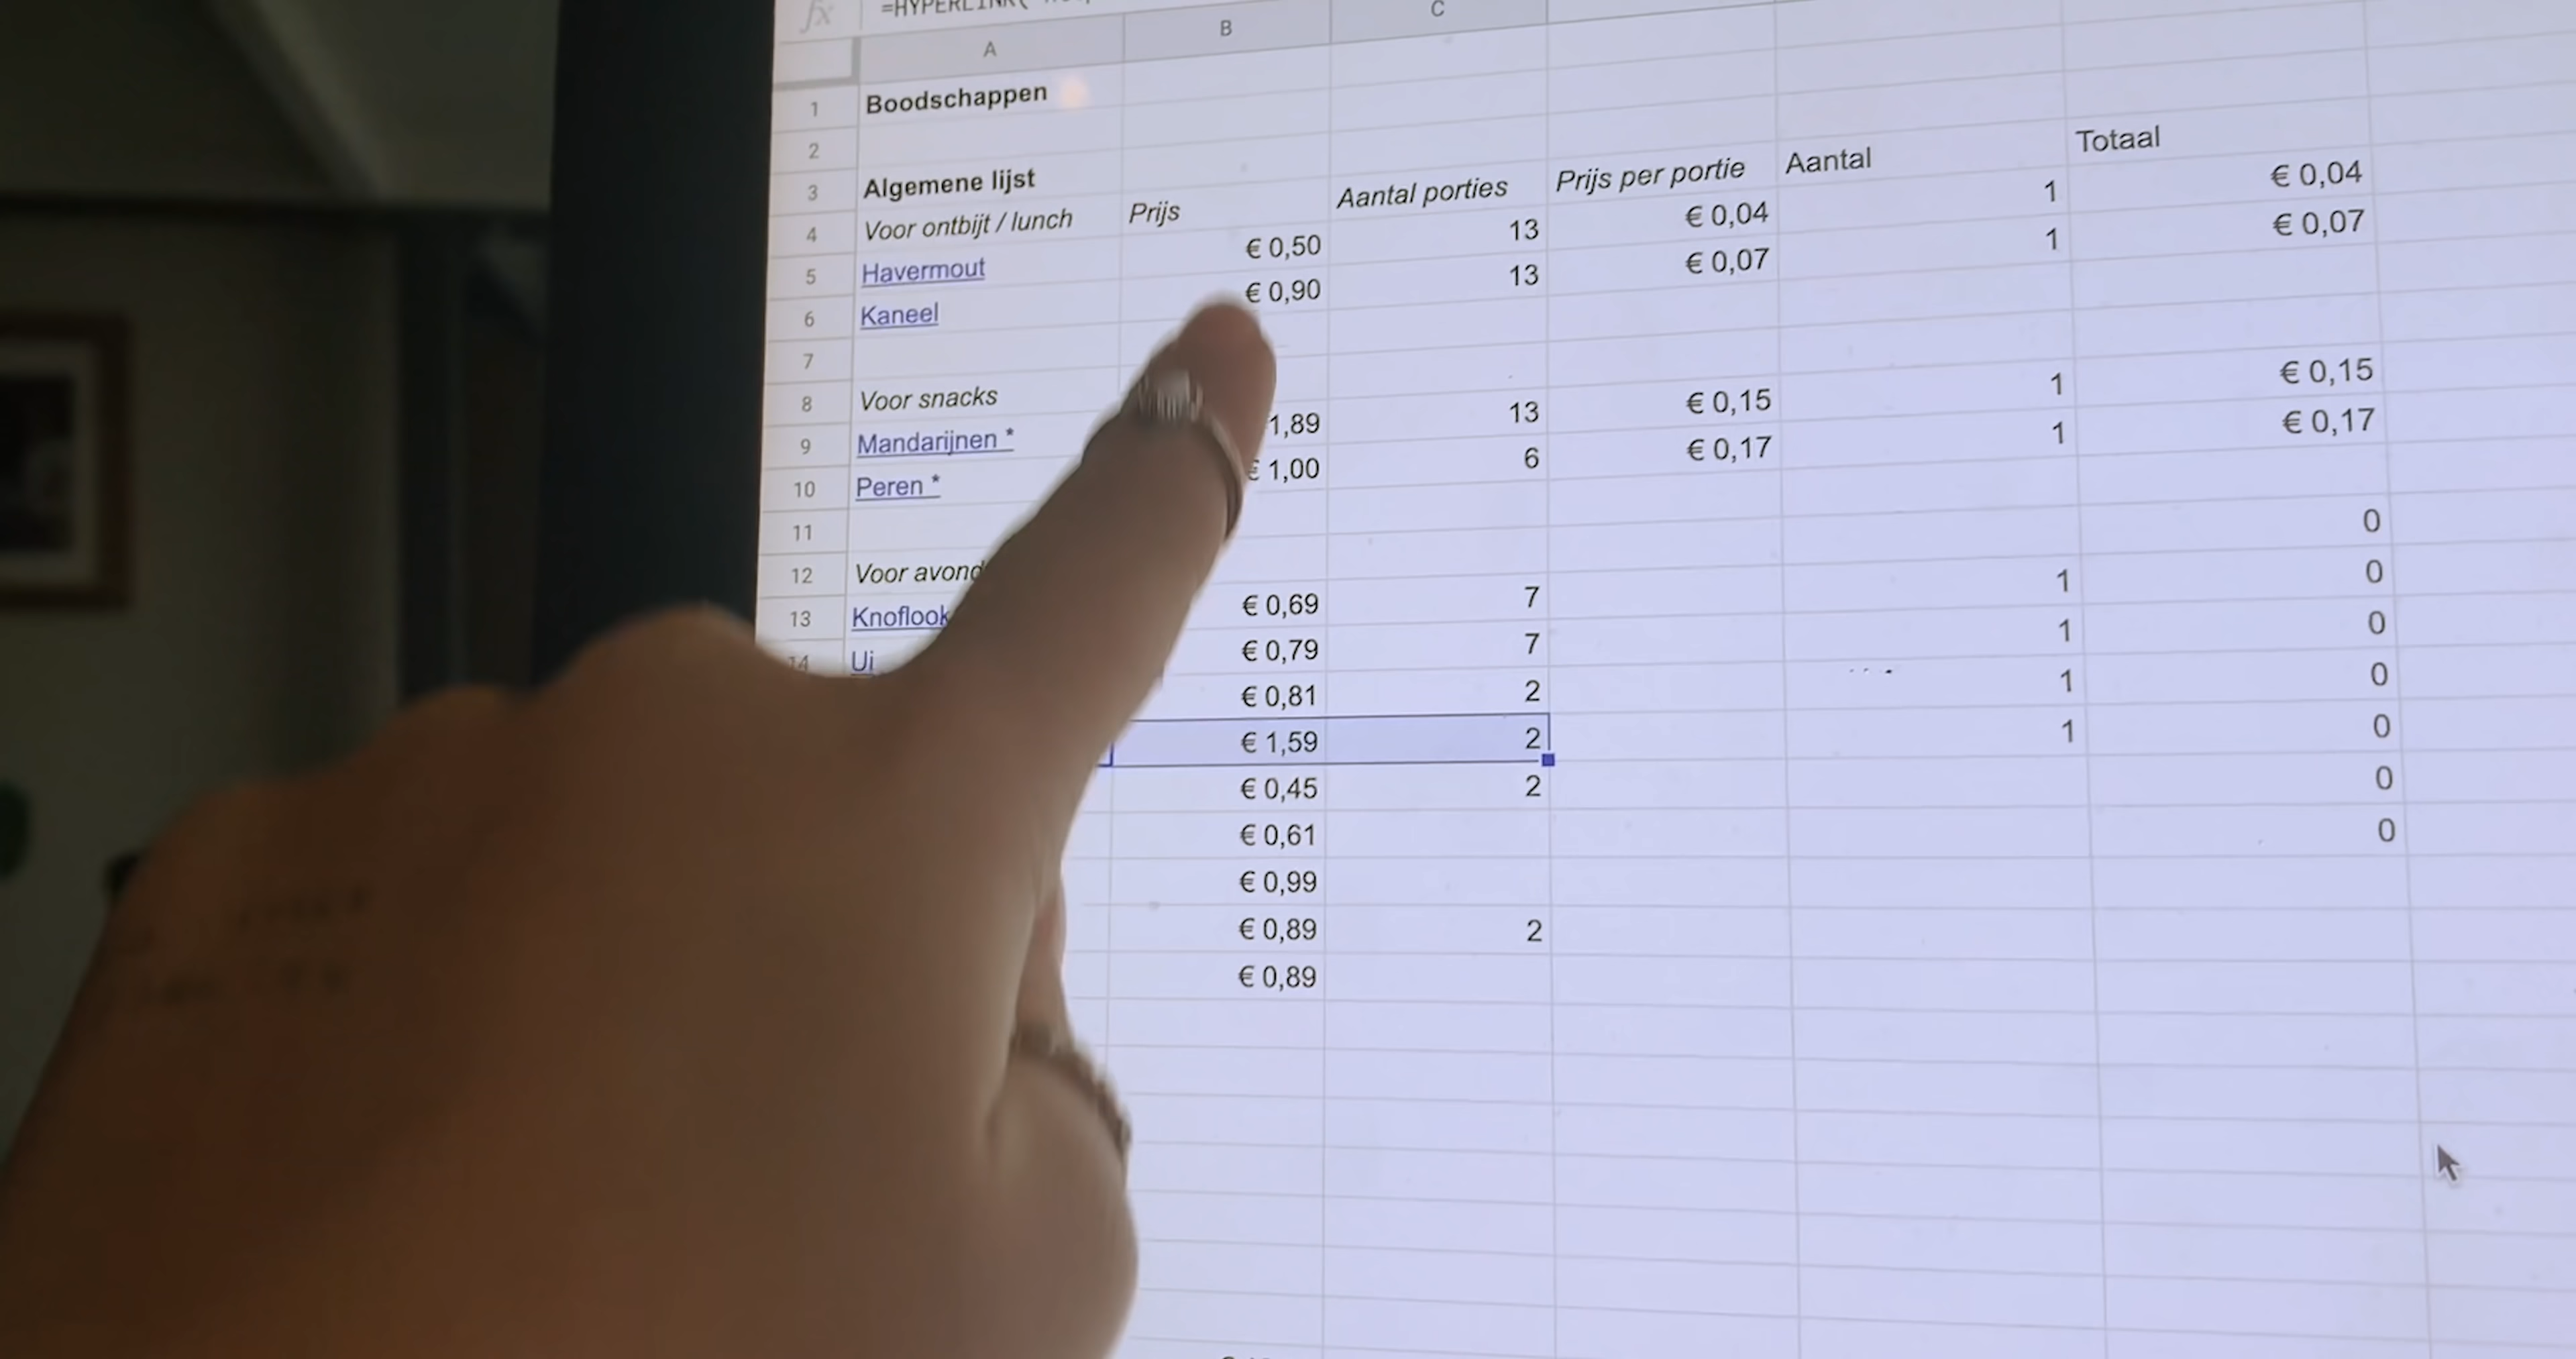 fx =HYPERLINK(
A B C
1 Boodschappen
2
3 Algemene lijst
4 Voor ontbijt / lunch Prijs Aantal porties Prijs per portie Aantal Totaal
5 Havermout € 0,50 13 € 0,04 1 € 0,04
6 Kaneel € 0,90 13 € 0,07 1 € 0,07
7
8 Voor snacks
9 Mandarijnen * 1,89 13 € 0,15 1 € 0,15
10 Peren * € 1,00 6 € 0,17 1 € 0,17
11
12 Voor avond 0
13 Knoflook € 0,69 7 1 0
14 Ui € 0,79 7 1 0
€ 0,81 2 1 0
€ 1,59 2 1 0
€ 0,45 2 0
€ 0,61 0
€ 0,99
€ 0,89 2
€ 0,89